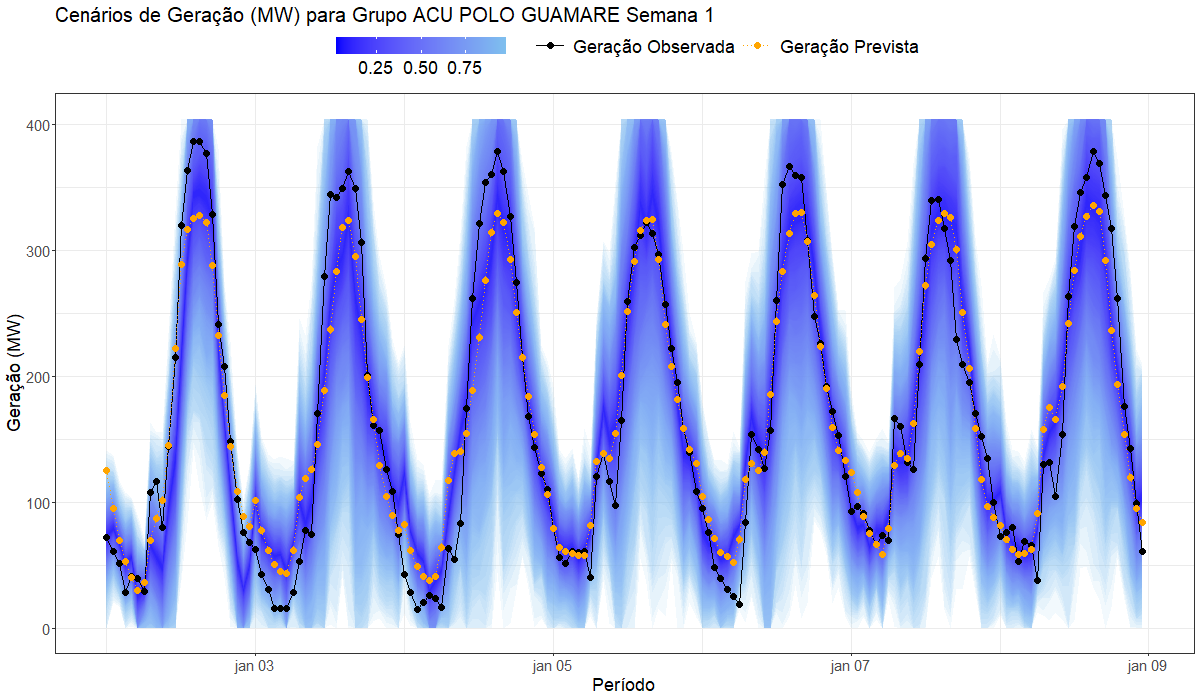 Cenários de Geração (MW) para Grupo ACU POLO GUAMARE Semana 1
Geração Observada
Geração Prevista
0.25 0.50 0.75
Geração (MW)
400
300
200
100
0
jan 03
jan 05
jan 07
jan 09
Período